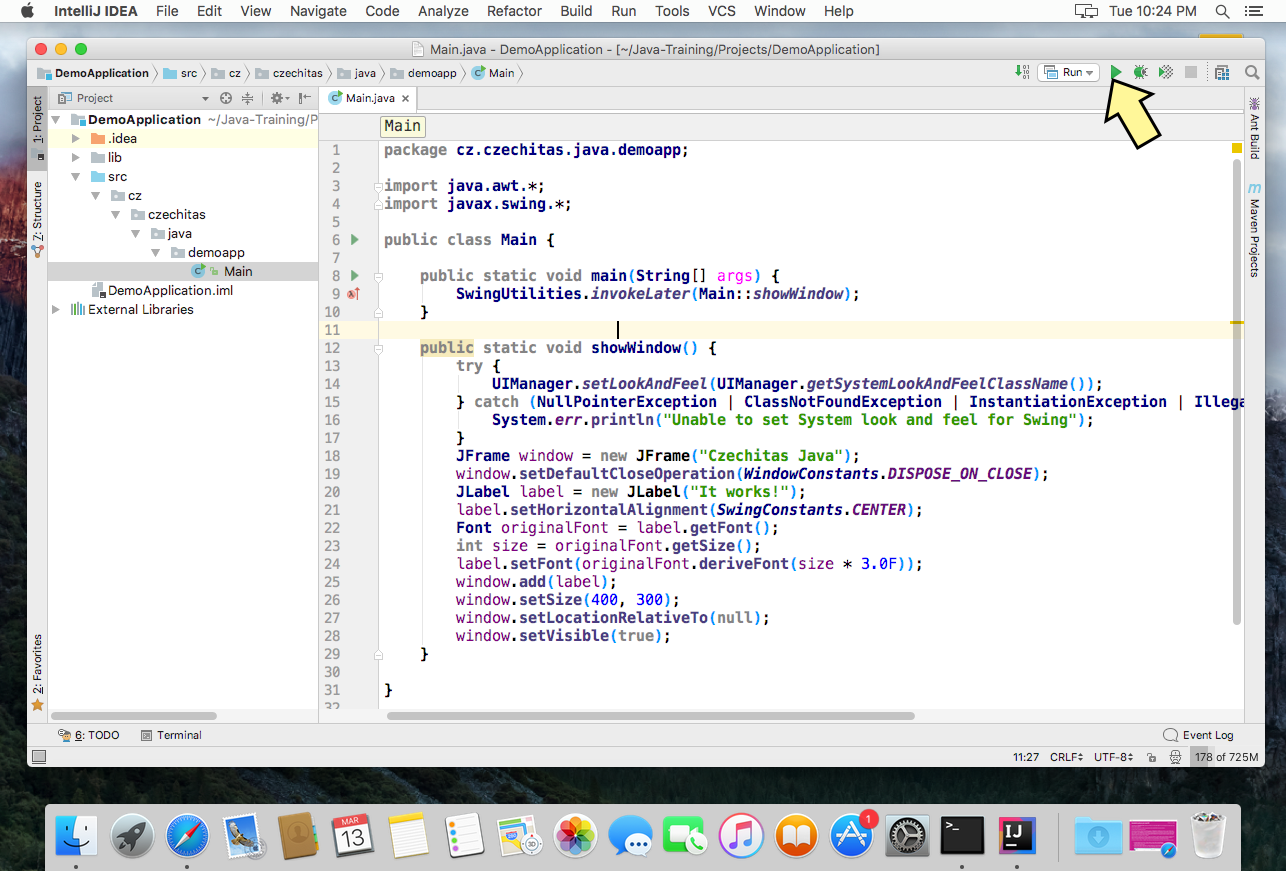 IntelliJ IDEA File Edit View Navigate Code Analyze Refactor Build Run Tools VCS Window Help Tue 10:24 PM
Main.java - DemoApplication - [~/Java-Training/Projects/DemoApplication]
DemoApplication src cz czechitas java demoapp Main Run
Project Main.java
1: Project
Z: Structure
2: Favorites
DemoApplication ~/Java-Training/P
.idea
lib
src
cz
czechitas
java
demoapp
Main
DemoApplication.iml
External Libraries
Main
1 package cz.czechitas.java.demoapp;
2
3 import java.awt.*;
4 import javax.swing.*;
5
6 public class Main {
7
8 public static void main(String[] args) {
9 SwingUtilities.invokeLater(Main::showWindow);
10 }
11
12 public static void showWindow() {
13 try {
14 UIManager.setLookAndFeel(UIManager.getSystemLookAndFeelClassName());
15 } catch (NullPointerException | ClassNotFoundException | InstantiationException | Illega
16 System.err.println("Unable to set System look and feel for Swing");
17 }
18 JFrame window = new JFrame("Czechitas Java");
19 window.setDefaultCloseOperation(WindowConstants.DISPOSE_ON_CLOSE);
20 JLabel label = new JLabel("It works!");
21 label.setHorizontalAlignment(SwingConstants.CENTER);
22 Font originalFont = label.getFont();
23 int size = originalFont.getSize();
24 label.setFont(originalFont.deriveFont(size * 3.0F));
25 window.add(label);
26 window.setSize(400, 300);
27 window.setLocationRelativeTo(null);
28 window.setVisible(true);
29 }
30
31 }
32
Ant Build
m
Maven Projects
6: TODO Terminal Event Log
11:27 CRLF UTF-8 178 of 725M
MAR
13
3D
1
>_
IJ